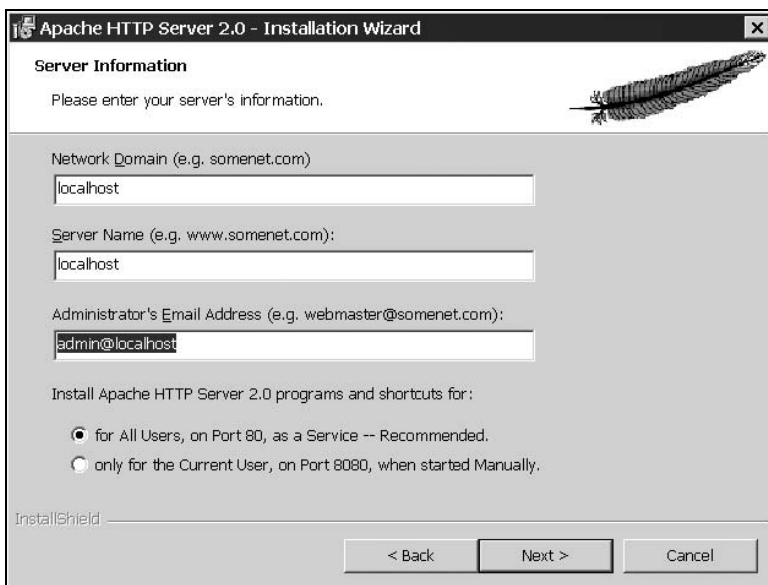 Apache HTTP Server 2.0 - Installation Wizard
Server Information
Please enter your server's information.
Network Domain (e.g. somenet.com)
localhost
Server Name (e.g. www.somenet.com):
localhost
Administrator's Email Address (e.g. webmaster@somenet.com):
admin@localhost
Install Apache HTTP Server 2.0 programs and shortcuts for:
for All Users, on Port 80, as a Service -- Recommended.
only for the Current User, on Port 8080, when started Manually.
InstallShield
< Back Next > Cancel